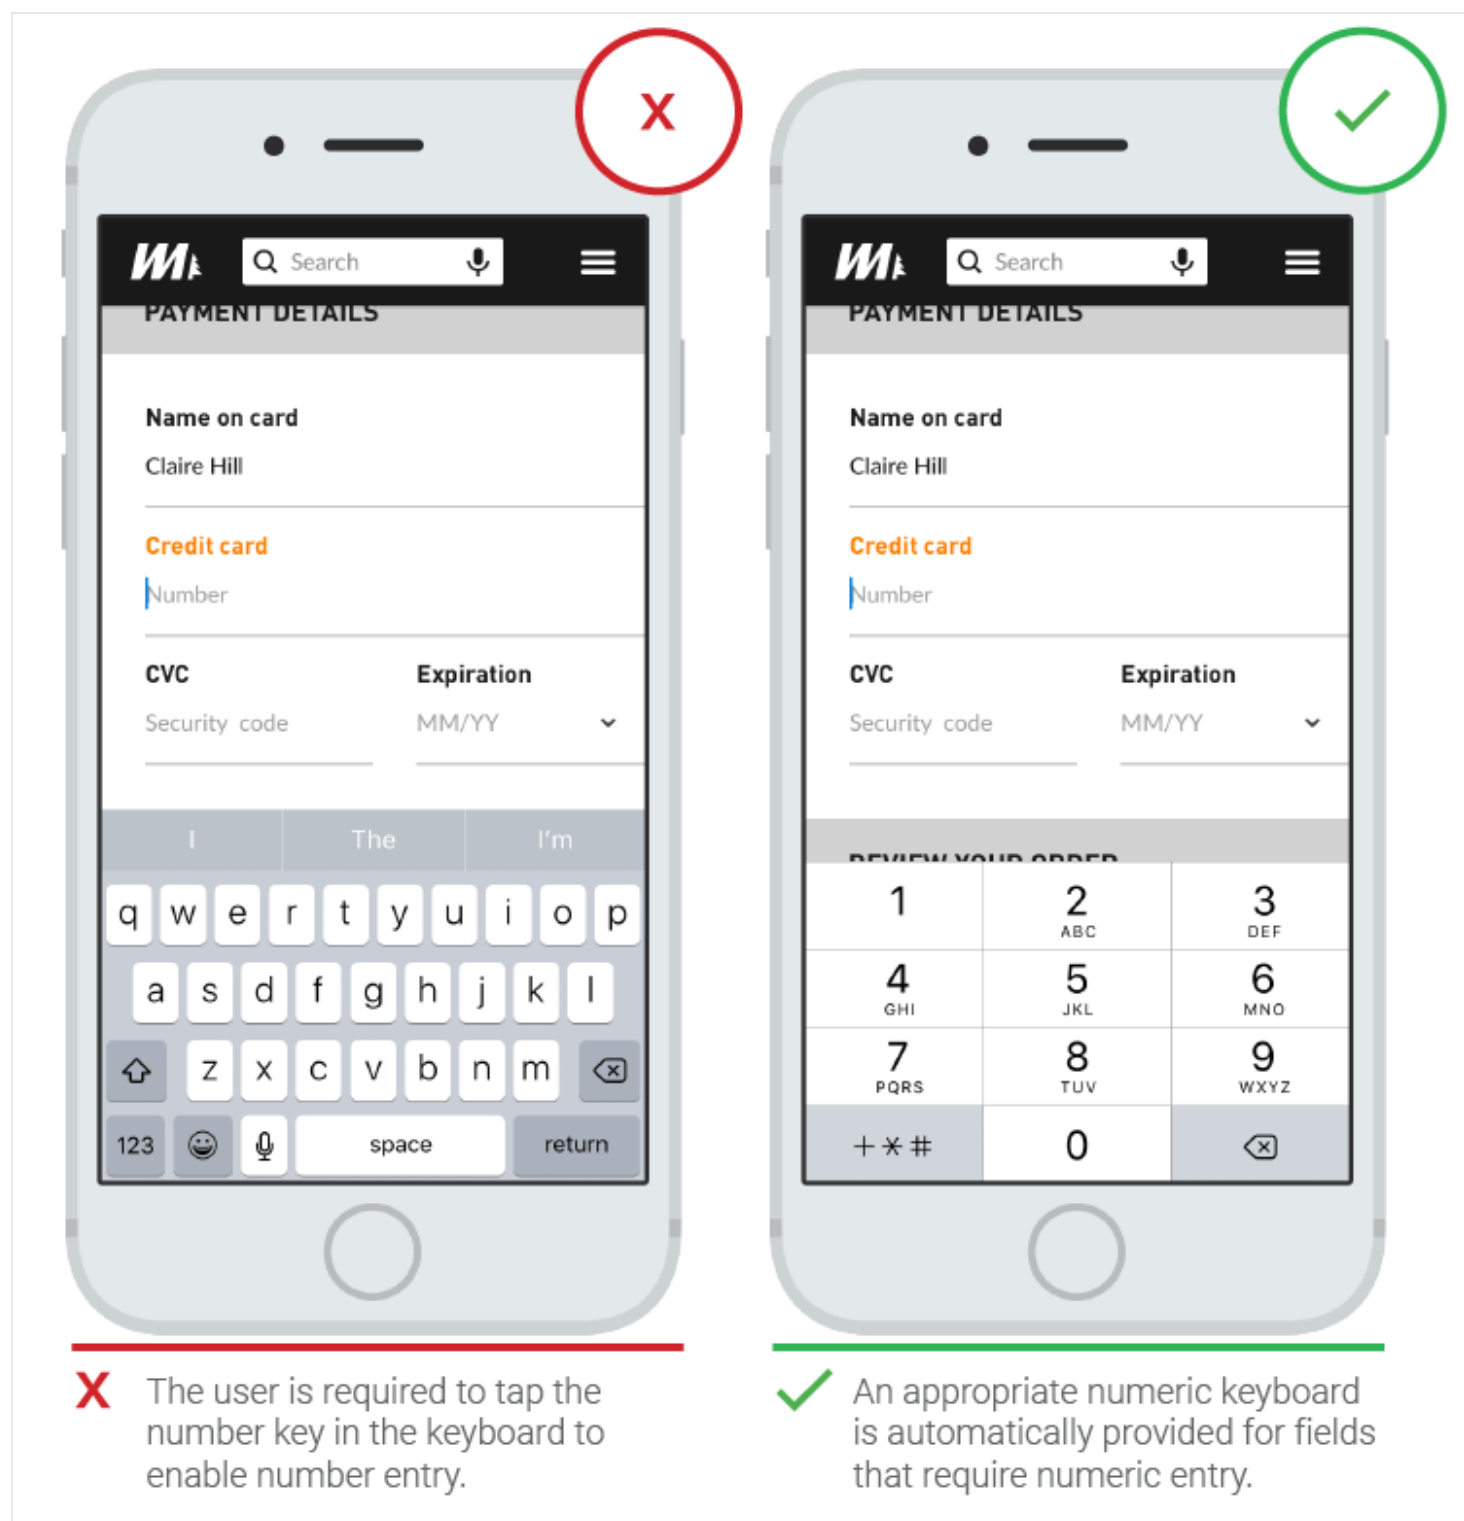 X
Search
PAYMENT DETAILS
Name on card
Claire Hill
Credit card
Number
CVC Expiration
Security code MM/YY
I The I'm
q w e r t y u i o p
a s d f g h j k l
z x c v b n m
123 space return
X The user is required to tap the
number key in the keyboard to
enable number entry.
Search
PAYMENT DETAILS
Name on card
Claire Hill
Credit card
Number
CVC Expiration
Security code MM/YY
REVIEW YOUR ORDER
1 2 3
ABC DEF
4 5 6
GHI JKL MNO
7 8 9
PQRS TUV WXYZ
+*# 0
An appropriate numeric keyboard
is automatically provided for fields
that require numeric entry.